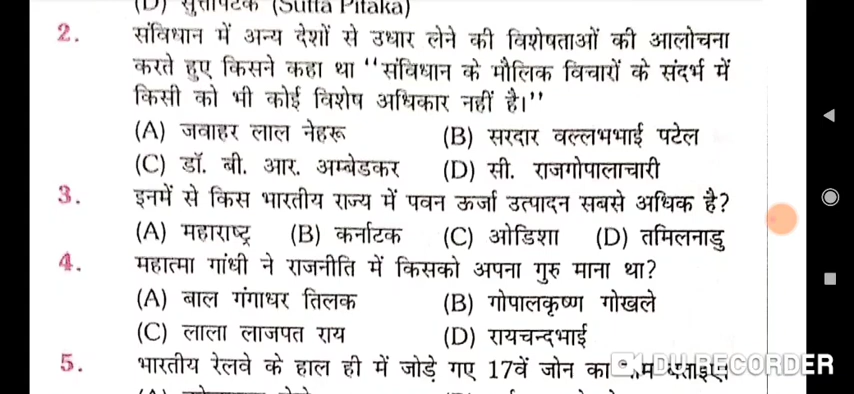 (D) सुत्तपिटक (Sutta Pitaka)
2. संविधान में अन्य देशों से उधार लेने की विशेषताओं की आलोचना
करते हुए किसने कहा था ‘‘संविधान के मौलिक विचारों के संदर्भ में
किसी को भी कोई विशेष अधिकार नहीं है।’’
(A) जवाहर लाल नेहरू (B) सरदार वल्लभभाई पटेल
(C) डॉ. बी. आर. अम्बेडकर (D) सी. राजगोपालाचारी
3. इनमें से किस भारतीय राज्य में पवन ऊर्जा उत्पादन सबसे अधिक है?
(A) महाराष्ट्र (B) कर्नाटक (C) ओडिशा (D) तमिलनाडु
4. महात्मा गांधी ने राजनीति में किसको अपना गुरु माना था?
(A) बाल गंगाधर तिलक (B) गोपालकृष्ण गोखले
(C) लाला लाजपत राय (D) रायचन्दभाई
5. भारतीय रेलवे के हाल ही में जोड़े गए 17वें जोन का
RECORDER